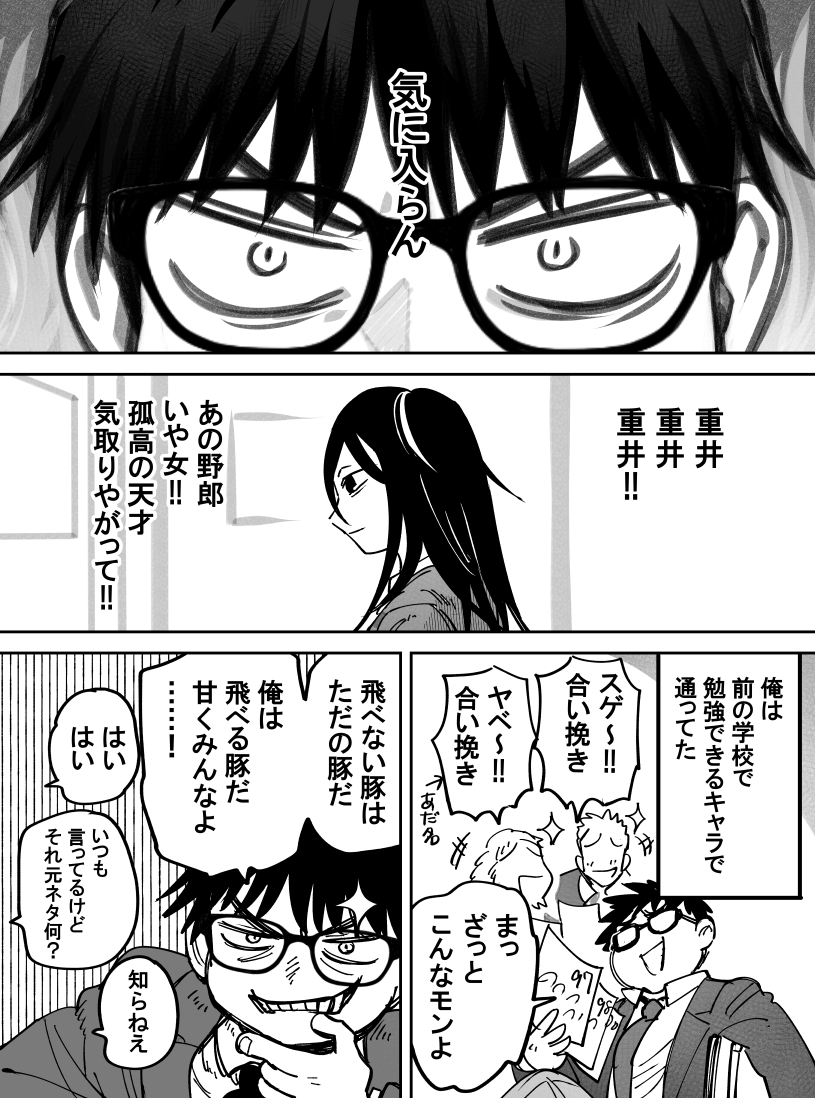 気に入らん
重井
重井
重井!!
あの野郎
いや女!!
孤高の天才
気取りやがって!!
俺は
前の学校で
勉強できるキャラで
通ってた
スゲ〜!!
合い挽き
ヤベ〜!!
合い挽き
→あだ名
まっ
ざっと
こんなモンよ
97
98
飛べない豚は
ただの豚だ
俺は
飛べる豚だ
甘くみんなよ
……!
はい
はい
いつも
言ってるけど
それ元ネタ何?
知らねえ